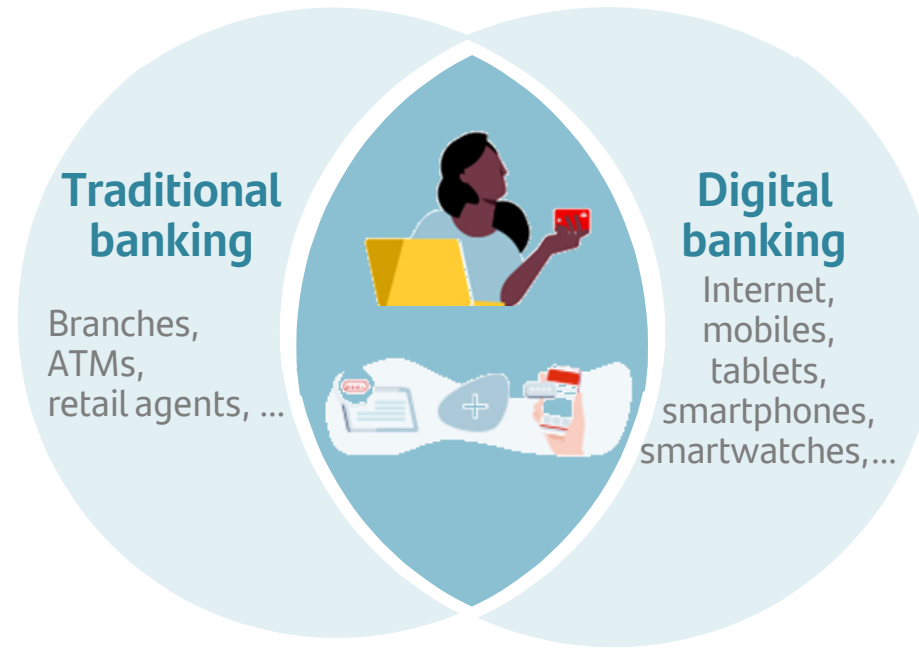 Traditional
banking
Branches,
ATMs,
retail agents, ...
Digital
banking
Internet,
mobiles,
tablets,
smartphones,
smartwatches,...